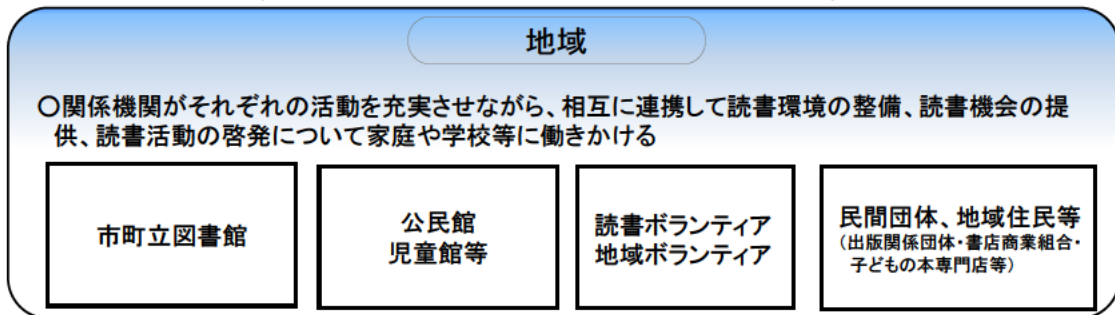 地域
○関係機関がそれぞれの活動を充実させながら、相互に連携して読書環境の整備、読書機会の提
供、読書活動の啓発について家庭や学校等に働きかける
市町立図書館
公民館
児童館等
読書ボランティア
地域ボランティア
民間団体、地域住民等
（出版関係団体・書店商業組合・
子どもの本専門店等）